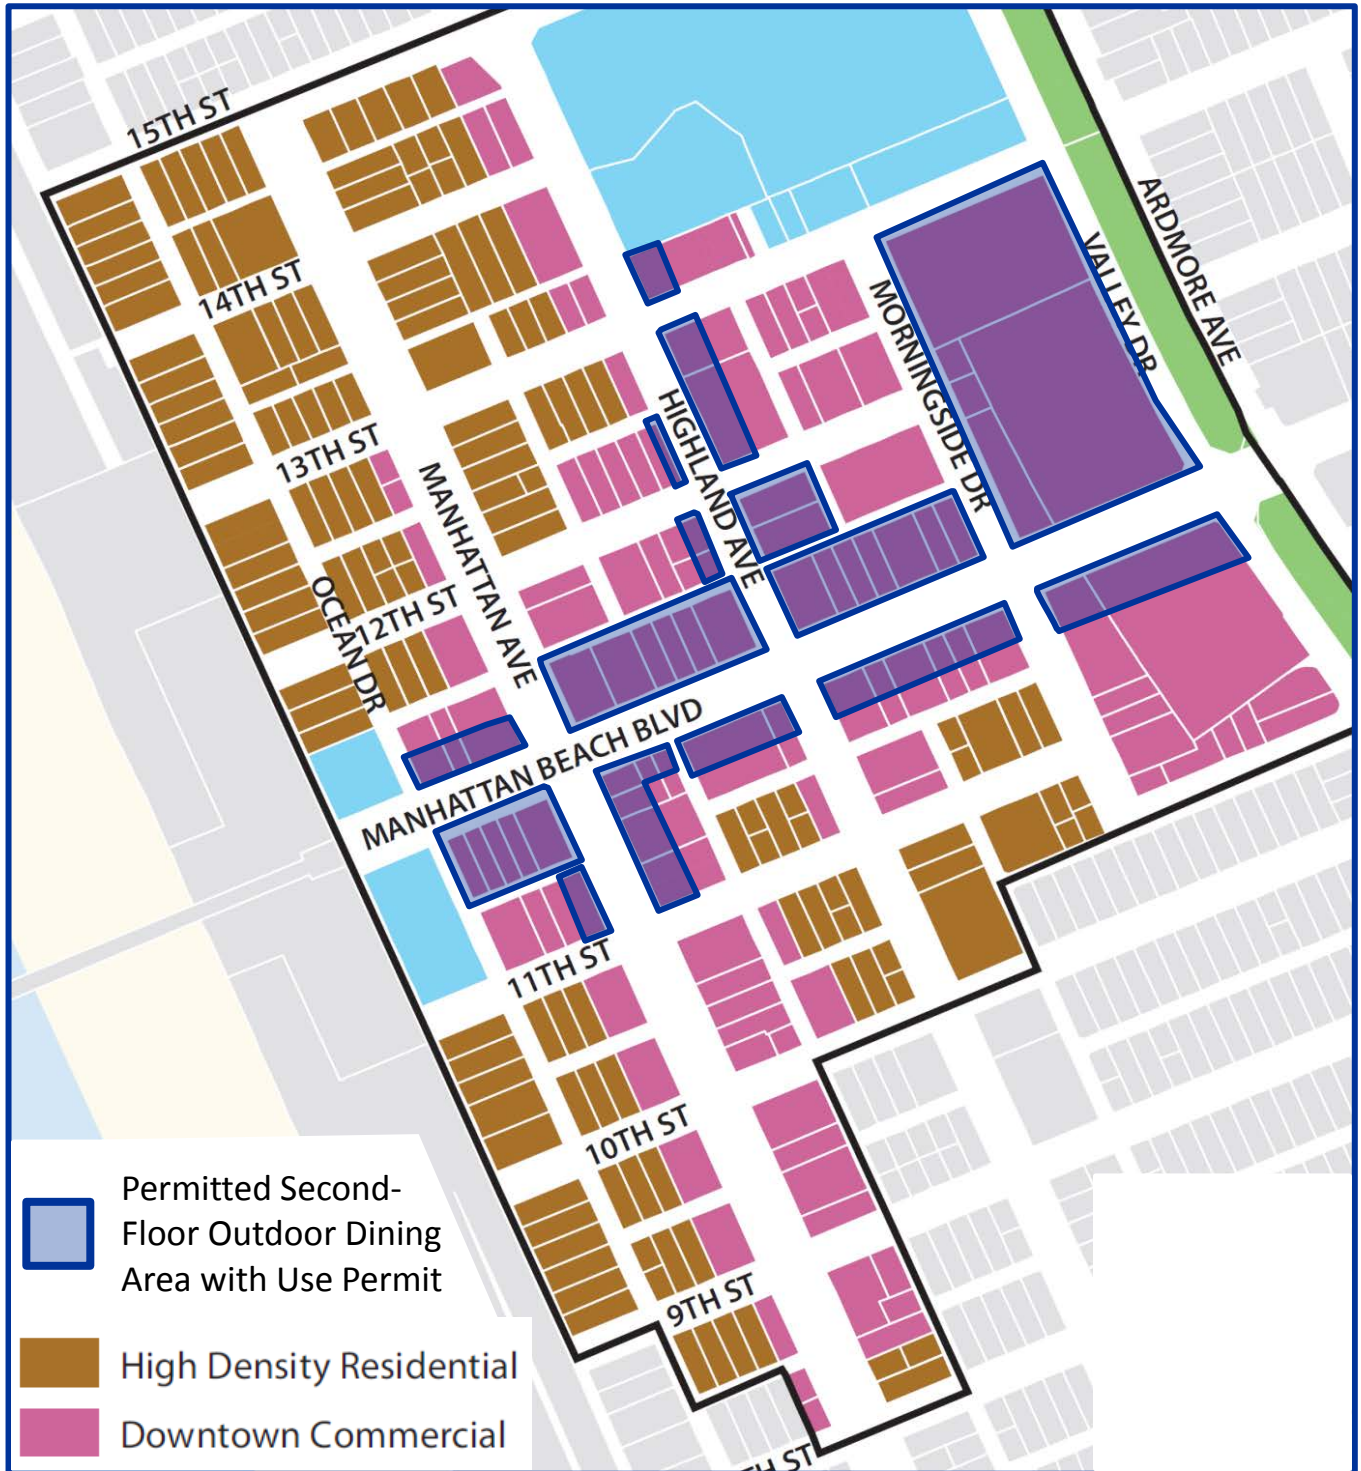 15TH ST
14TH ST
13TH ST
12TH ST
OCEAN DR
MANHATTAN AVE
HIGHLAND AVE
MORNINGSIDE DR
VALLEY DR
ARDMORE AVE
MANHATTAN BEACH BLVD
11TH ST
10TH ST
9TH ST
TH ST
Permitted Second-
Floor Outdoor Dining
Area with Use Permit
High Density Residential
Downtown Commercial